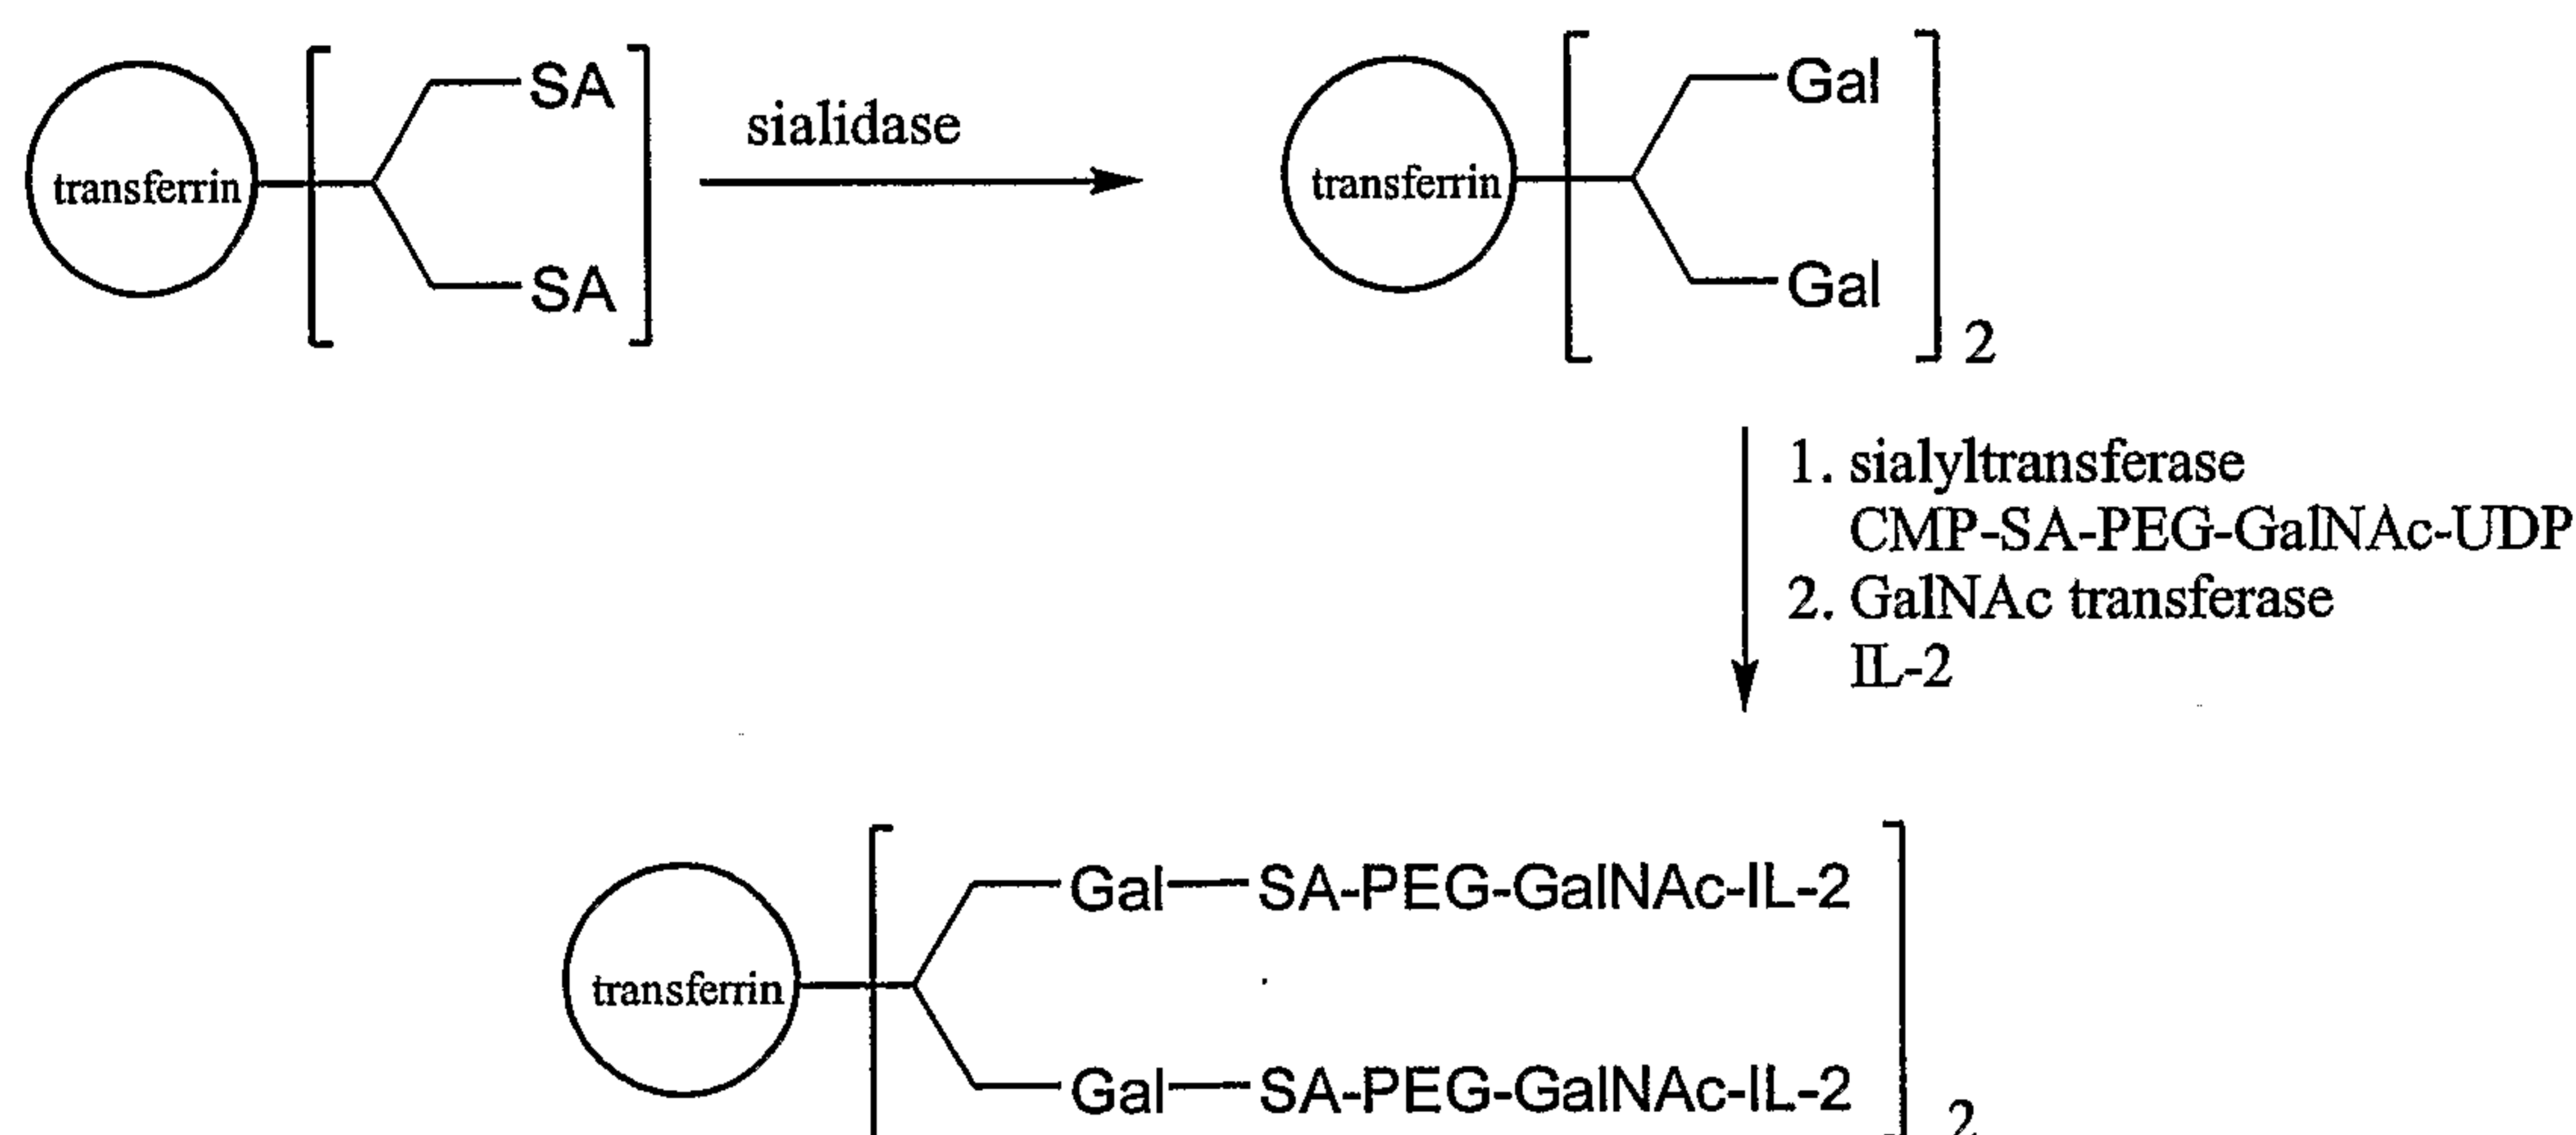 SA
transferrin
SA
sialidase
Gal
transferrin
Gal
2
1. sialyltransferase
CMP-SA-PEG-GalNAc-UDP
2. GalNAc transferrase
IL-2
Gal—SA-PEG-GalNAc-IL-2
transferrin
Gal—SA-PEG-GalNAc-IL-2
2